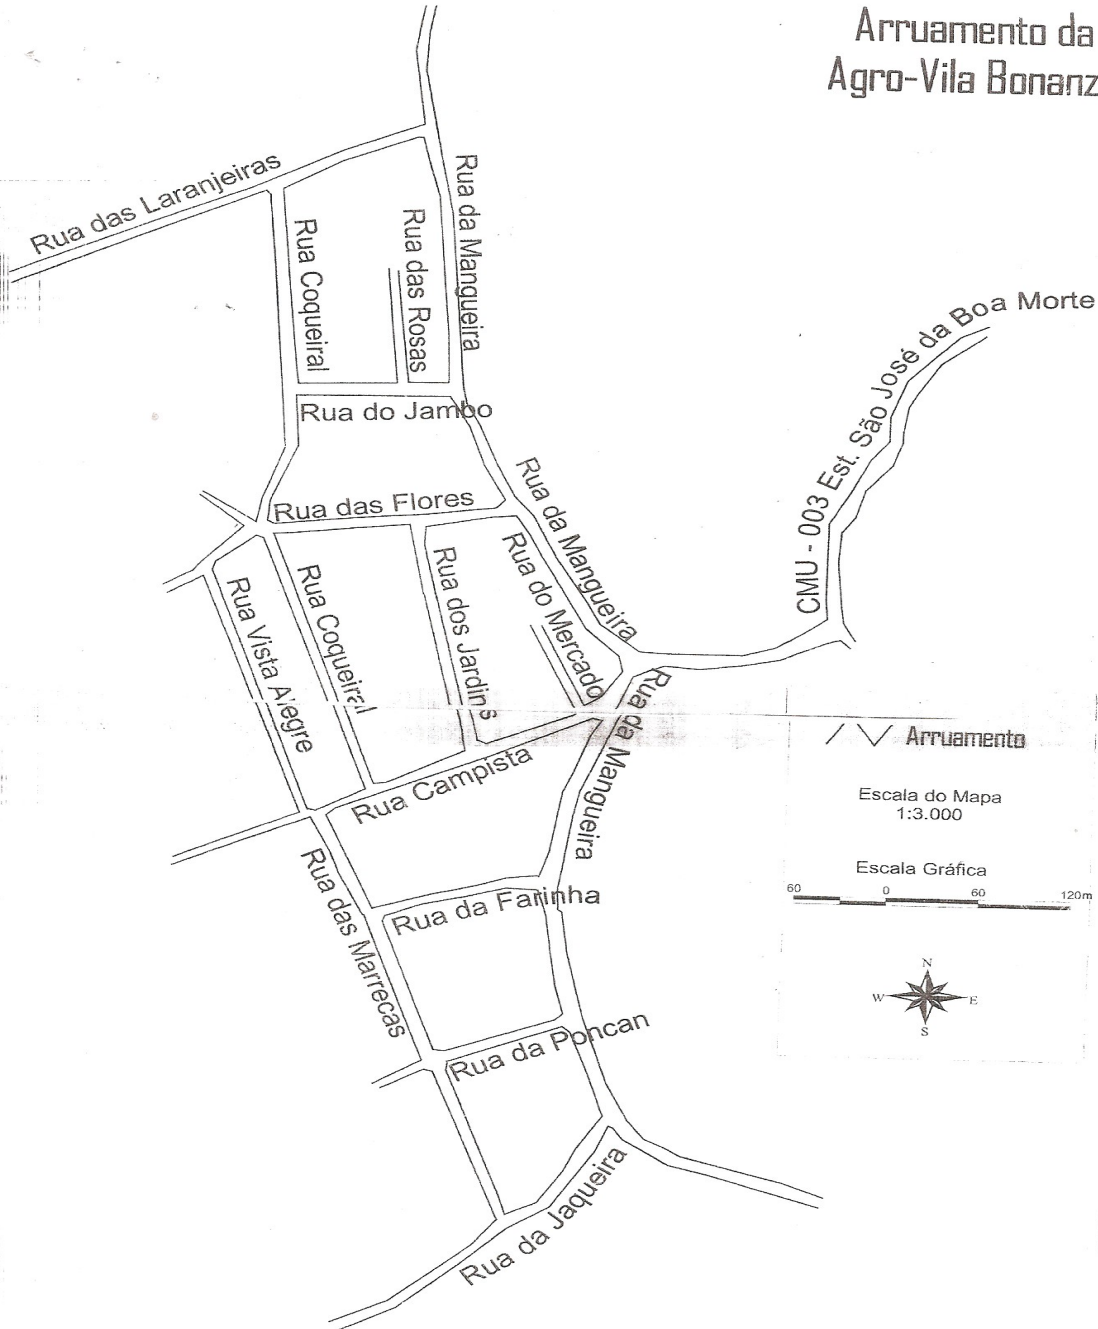 Arruamento da
Agro-Vila Bonanz
Rua das Laranjeiras
Rua da Mangueira
Rua das Rosas
Rua Coqueiral
Rua do Jambo
CMU - 003 Est. São José da Boa Morte
Rua das Flores
Rua da Mangueira
Rua do Mercado
Rua dos Jardins
Rua Coqueiral
Rua Vista Alegre
Rua da Mangueira
Arruamento
Rua Campista
Escala do Mapa
1:3.000
Escala Gráfica
60 0 60 120m
Rua das Marrecas
Rua da Farinha
N
W E
S
Rua da Poncan
Rua da Jaqueira